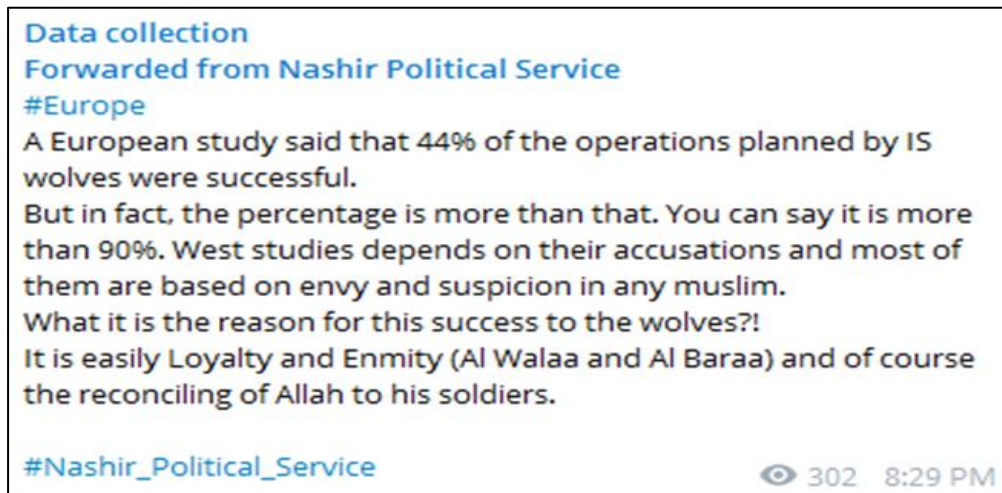 Data collection
Forwarded from Nashir Political Service
#Europe
A European study said that 44% of the operations planned by IS
wolves were successful.
But in fact, the percentage is more than that. You can say it is more
than 90%. West studies depends on their accusations and most of
them are based on envy and suspicion in any muslim.
What it is the reason for this success to the wolves?!
It is easily Loyalty and Enmity (Al Walaa and Al Baraa) and of course
the reconciling of Allah to his soldiers.
#Nashir_Political_Service
302 8:29 PM